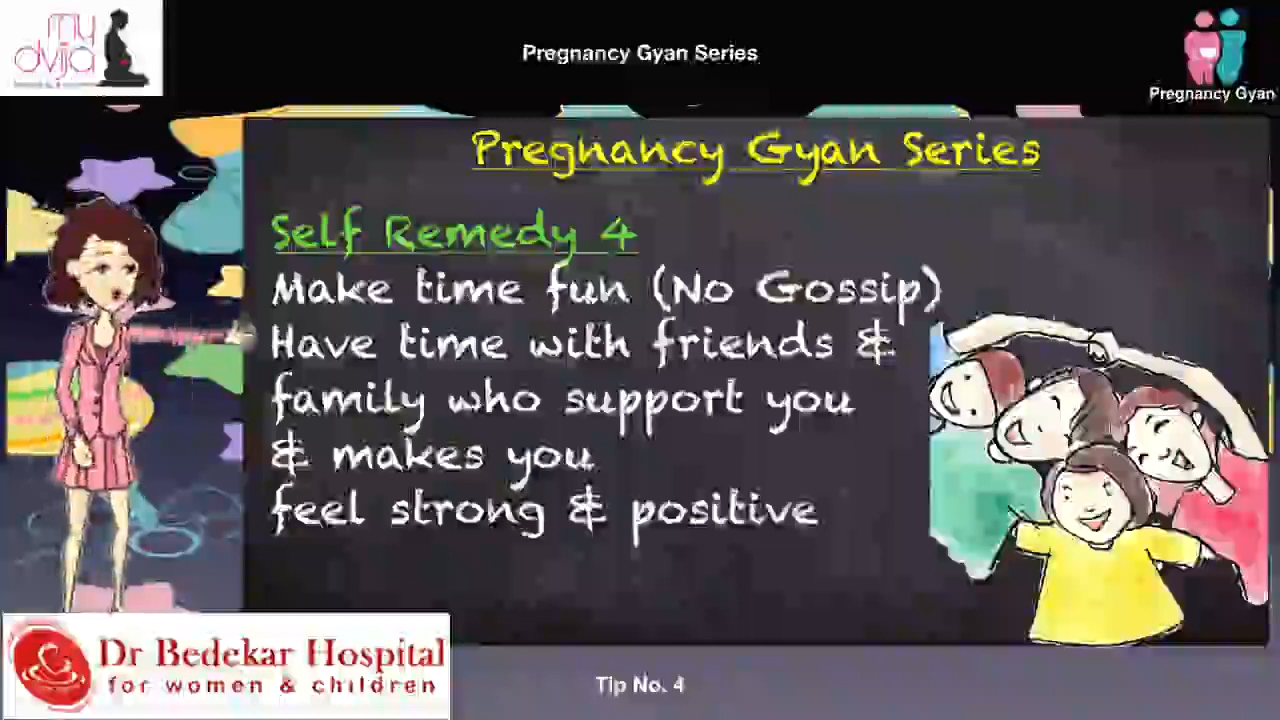 my
dvija
Pregnancy Gyan Series
Pregnancy Gyan
Pregnancy Gyan Series
Self Remedy 4
Make time fun (No Gossip)
Have time with friends &
family who support you
& makes you
feel strong & positive
Dr Bedekar Hospital
for women & children
Tip No. 4